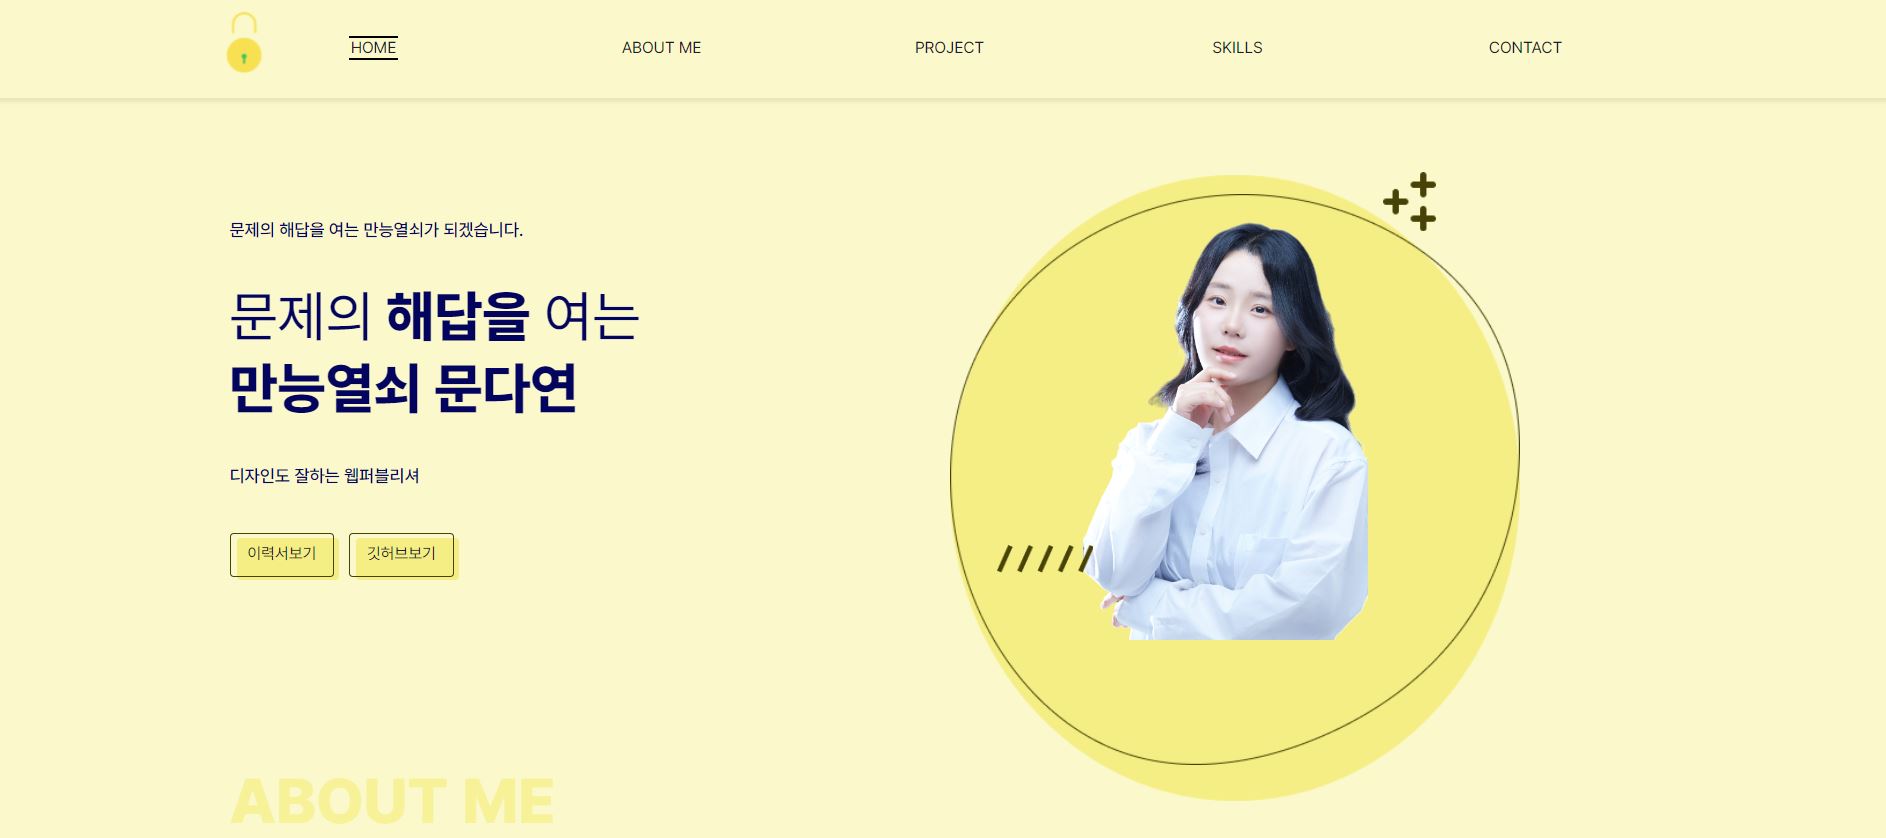 HOME
ABOUT ME
PROJECT
SKILLS
CONTACT
문제의 해답을 여는 만능열쇠가 되겠습니다.
문제의 해답을 여는
만능열쇠 문다연
디자인도 잘하는 웹퍼블리셔
이력서보기
깃허브보기
ABOUT ME